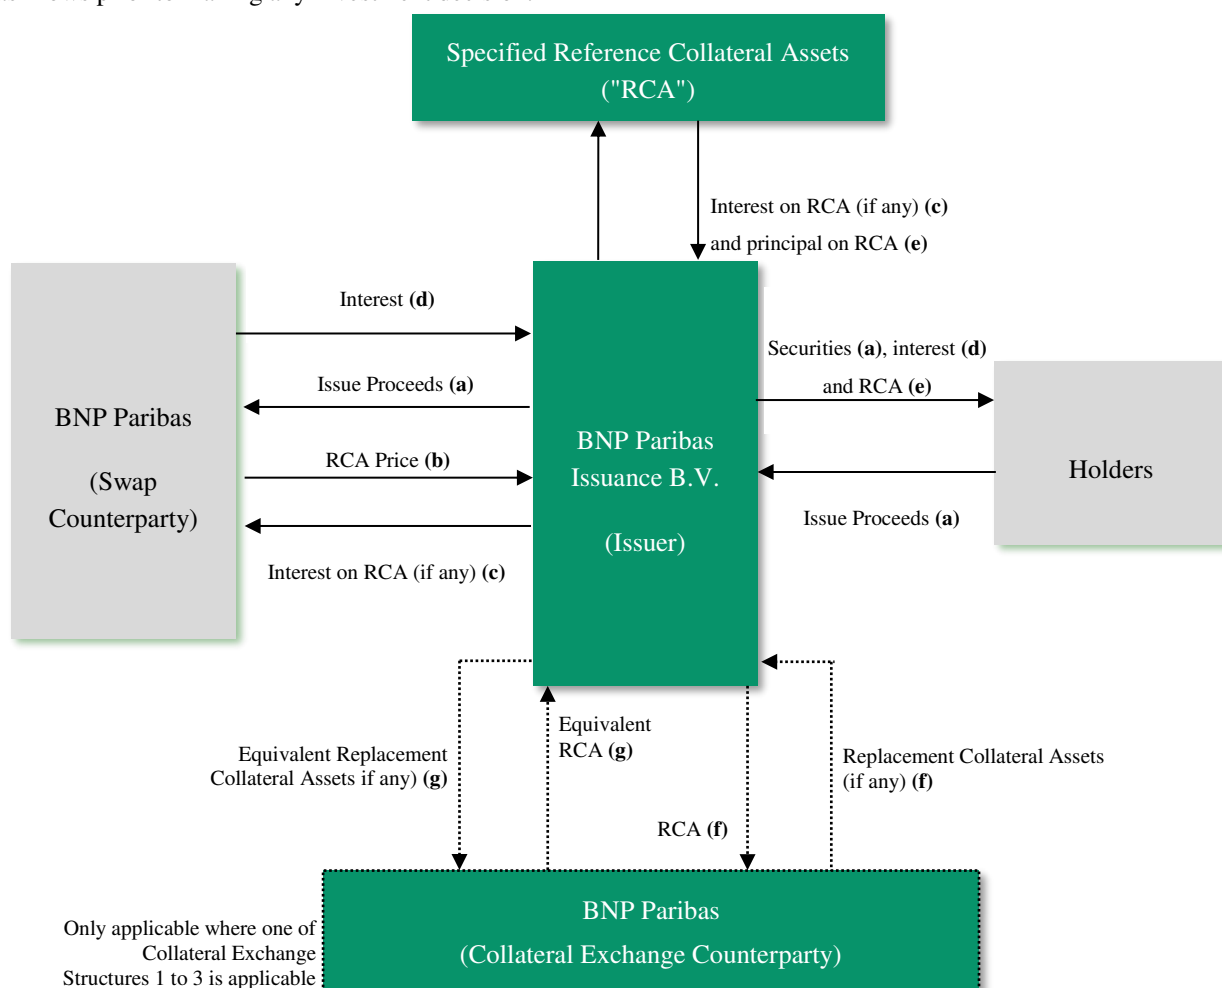 Specified Reference Collateral Assets
("RCA")
Interest on RCA (if any) (c)
and principal on RCA (e)
Interest (d)
Securities (a), interest (d)
and RCA (e)
Issue Proceeds (a)
BNP Paribas
(Swap
Counterparty)
RCA Price (b)
Interest on RCA (if any) (c)
BNP Paribas
Issuance B.V.
(Issuer)
Holders
Issue Proceeds (a)
Equivalent Replacement
Collateral Assets if any) (g)
Equivalent
RCA (g)
RCA (f)
Replacement Collateral Assets
(if any) (f)
BNP Paribas
(Collateral Exchange Counterparty)
Only applicable where one of
Collateral Exchange
Structures 1 to 3 is applicable